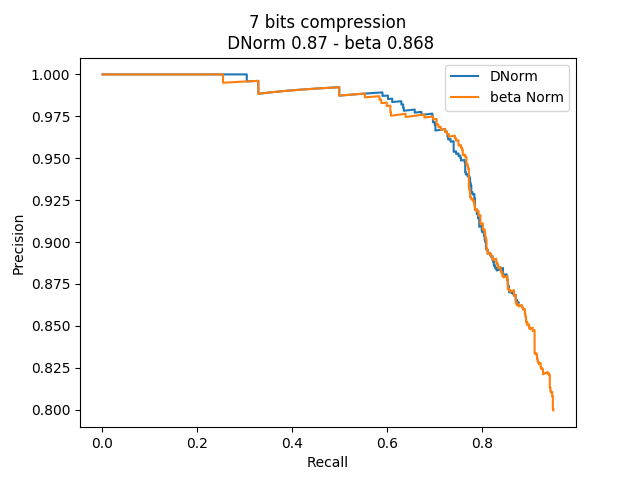 7 bits compression
DNorm 0.87 - beta 0.868
DNorm
beta Norm
1.000
0.975
0.950
0.925
0.900
0.875
0.850
0.825
0.800
Precision
0.0 0.2 0.4 0.6 0.8
Recall